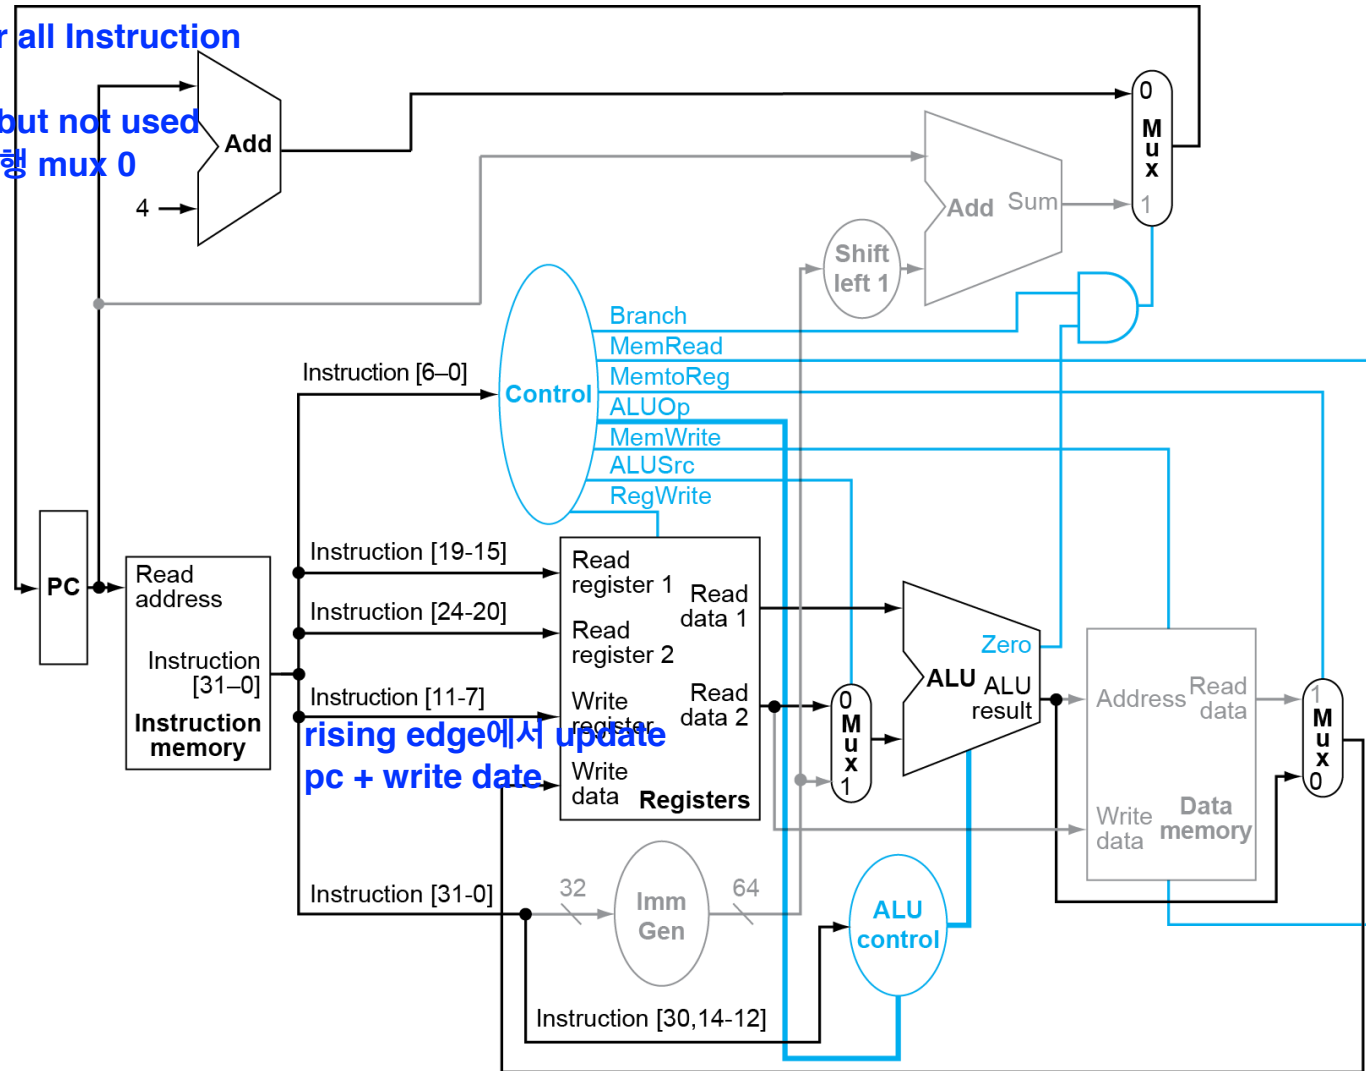 r all Instruction
but not used
행 mux 0
Add
4
0
M
u
x
1
Add Sum
Shift
left 1
Branch
MemRead
MemtoReg
ALUOp
MemWrite
ALUSrc
RegWrite
Control
Instruction [6–0]
Instruction [19-15]
Instruction [24-20]
Instruction [11-7]
PC
Read
address
Instruction
[31–0]
Instruction
memory
Read
register 1
Read
data 1
Read
register 2
Write
register
Read
data 2
rising edge에서 update
pc + write date
Write
data
Registers
0
M
u
x
1
Zero
ALU
ALU
result
Address
Read
data
Write
data
Data
memory
1
M
u
x
0
Instruction [31-0]
32
Imm
Gen
64
ALU
control
Instruction [30,14-12]